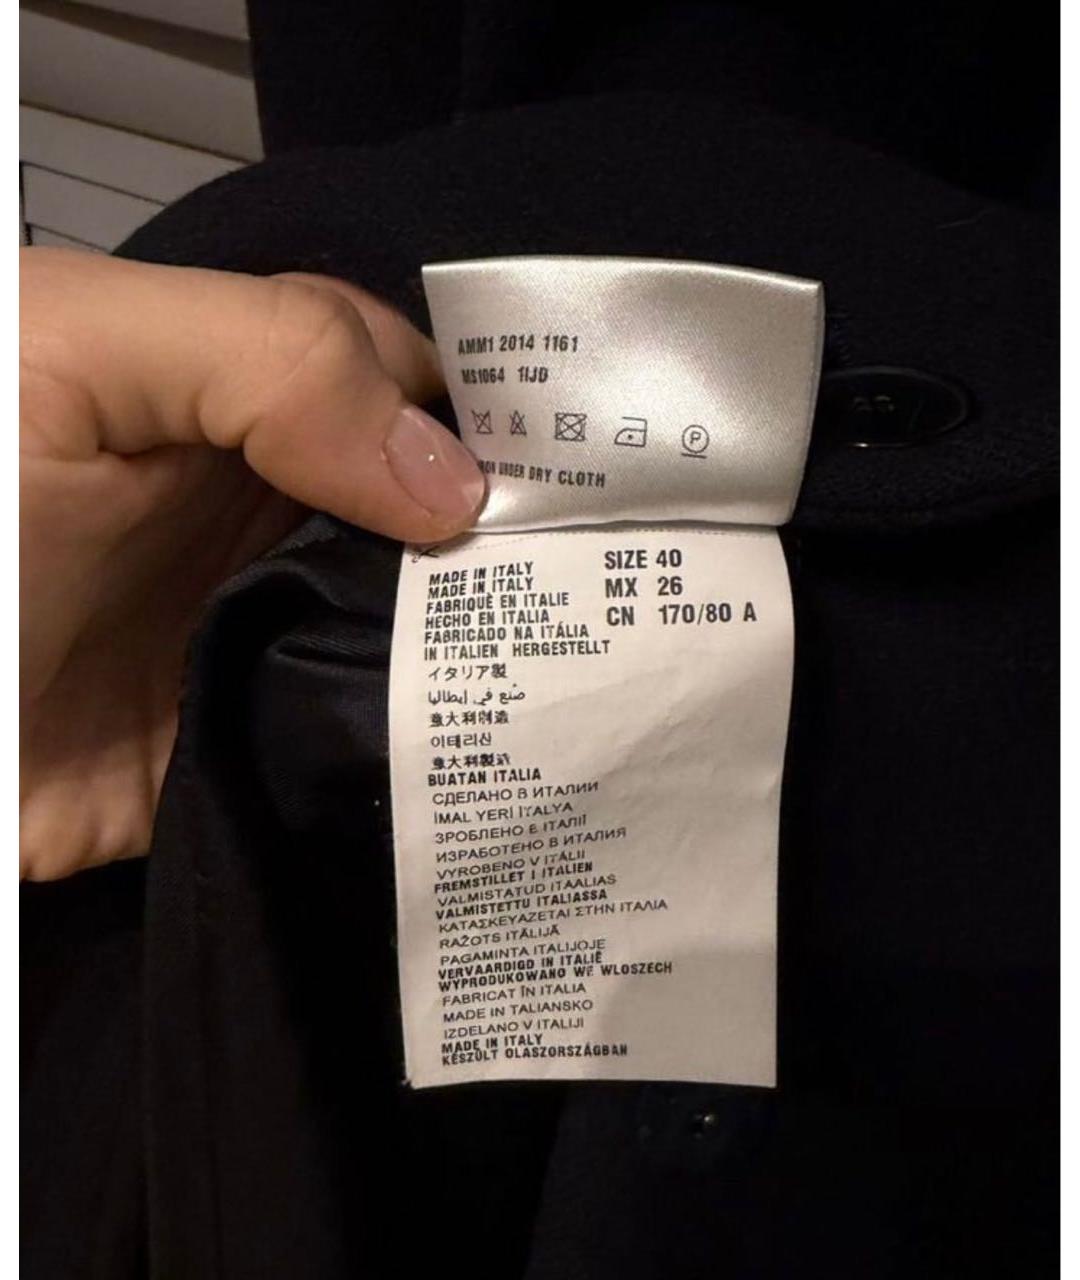 AMM1 2014 1161
MS1064 1IJD
P
IRON UNDER DRY CLOTH
SIZE 40
MX 26
CN 170/80 A
MADE IN ITALY
MADE IN ITALY
FABRIQUÈ EN ITALIE
HECHO EN ITALIA
FABRICADO NA ITÁLIA
IN ITALIEN HERGESTELLT
イタリア製
صنع في إيطاليا
意大利制造
이태리산
意大利製造
BUATAN ITALIA
СДЕЛАНО В ИТАЛИИ
İMAL YERİ İTALYA
ЗРОБЛЕНО В ІТАЛІЇ
ИЗРАБОТЕНО В ИТАЛИЯ
VYROBENO V ITÁLII
FREMSTILLET I ITALIEN
VALMISTATUD ITAALIAS
VALMISTETTU ITALIASSA
ΚΑΤΑΣΚΕΥΑΖΕΤΑΙ ΣΤΗΝ ΙΤΑΛΙΑ
RAŽOTS ITĀLIJĀ
PAGAMINTA ITALIJOJE
VERVAARDIGD IN ITALIË
WYPRODUKOWANO WE WLOSZECH
FABRICAT ÎN ITALIA
MADE IN TALIANSKO
IZDELANO V ITALIJI
MADE IN ITALY
KÉSZÜLT OLASZORSZÁGBAN